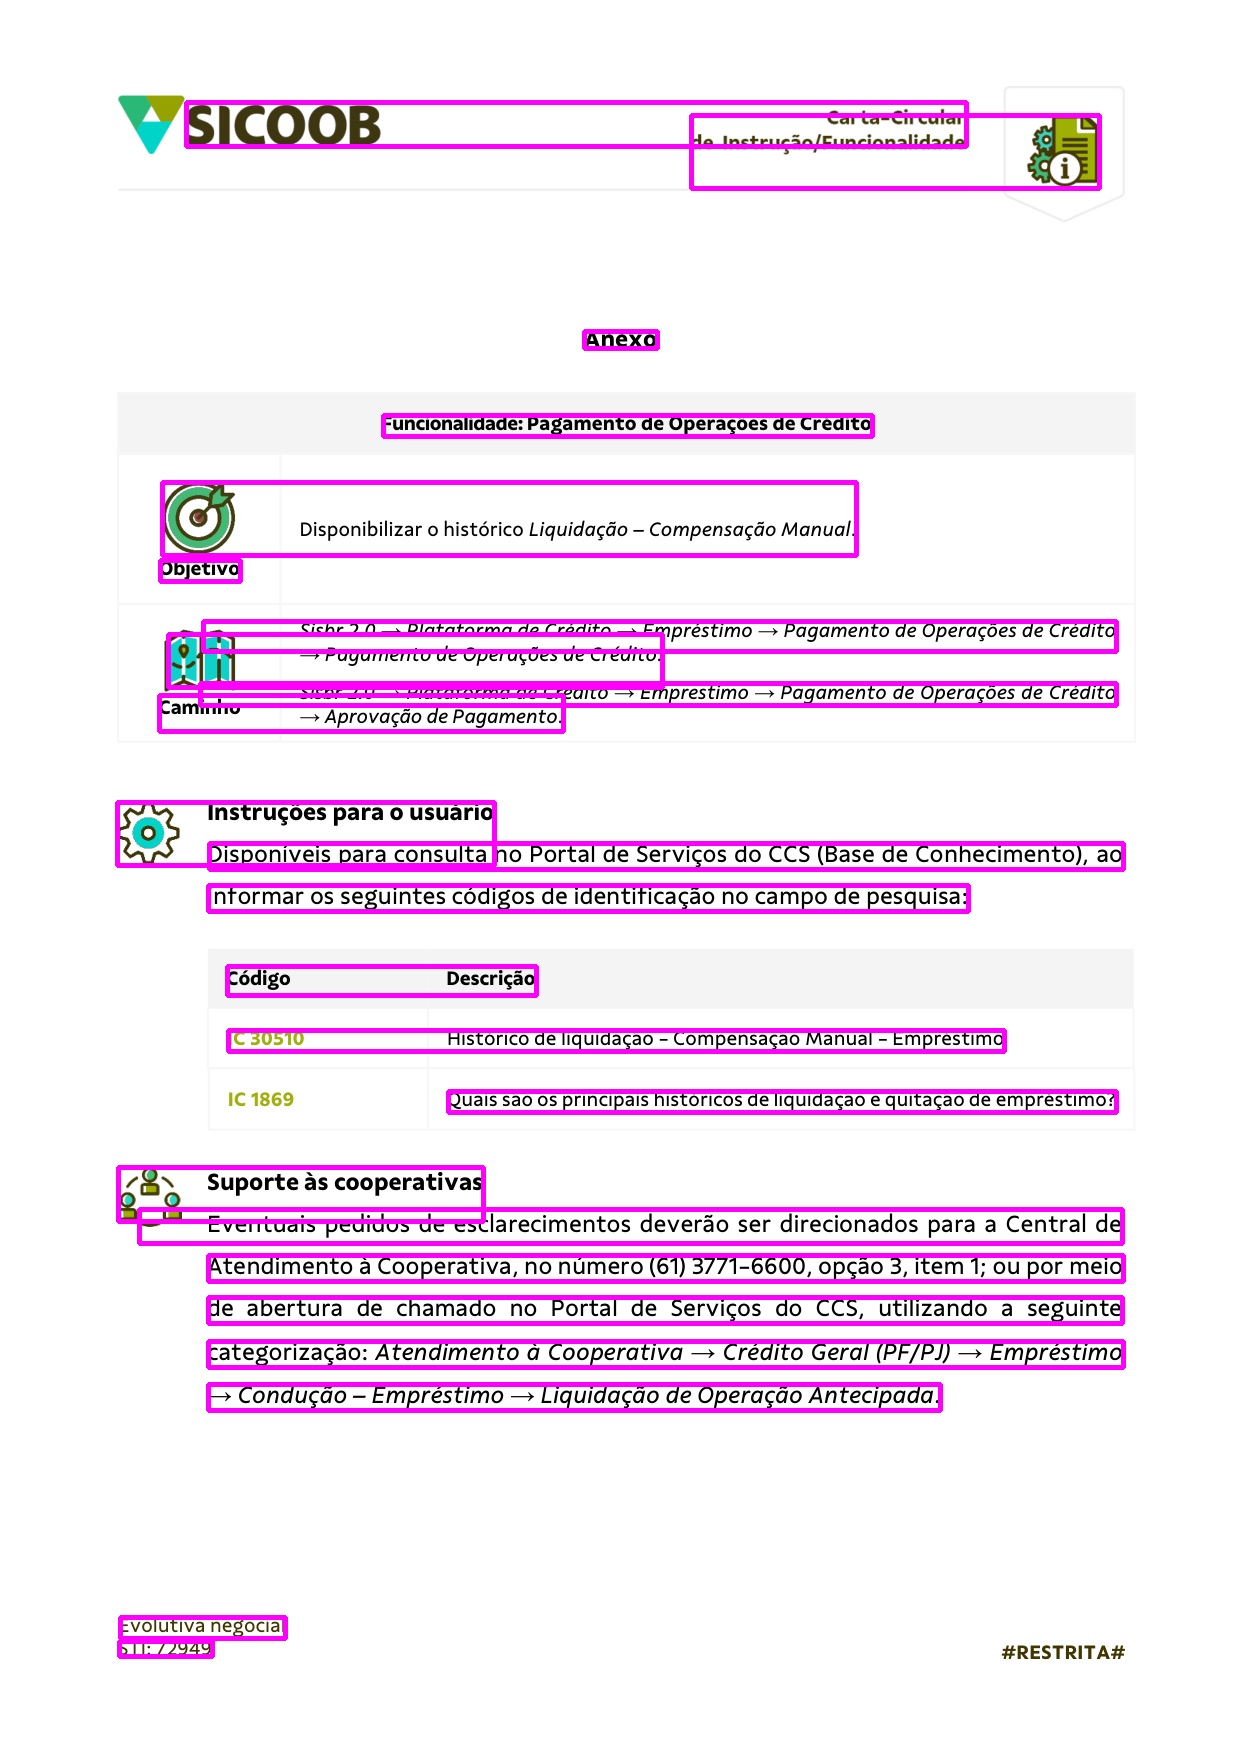 SICOOB
Carta-Circular
de Instrução/Funcionalidade
Anexo
Funcionalidade: Pagamento de Operações de Crédito
Objetivo
Disponibilizar o histórico Liquidação – Compensação Manual.
Caminho
Sisbr 2.0 → Plataforma de Crédito → Empréstimo → Pagamento de Operações de Crédito
→ Pagamento de Operações de Crédito.
Sisbr 2.0 → Plataforma de Crédito → Empréstimo → Pagamento de Operações de Crédito
→ Aprovação de Pagamento.
Instruções para o usuário
Disponíveis para consulta no Portal de Serviços do CCS (Base de Conhecimento), ao
informar os seguintes códigos de identificação no campo de pesquisa:
Código Descrição
IC 30510 Histórico de liquidação - Compensação Manual - Empréstimo
IC 1869 Quais são os principais históricos de liquidação e quitação de empréstimo?
Suporte às cooperativas
Eventuais pedidos de esclarecimentos deverão ser direcionados para a Central de
Atendimento à Cooperativa, no número (61) 3771-6600, opção 3, item 1; ou por meio
de abertura de chamado no Portal de Serviços do CCS, utilizando a seguinte
categorização: Atendimento à Cooperativa → Crédito Geral (PF/PJ) → Empréstimo
→ Condução – Empréstimo → Liquidação de Operação Antecipada.
Evolutiva negocial
STI: 72949
#RESTRITA#